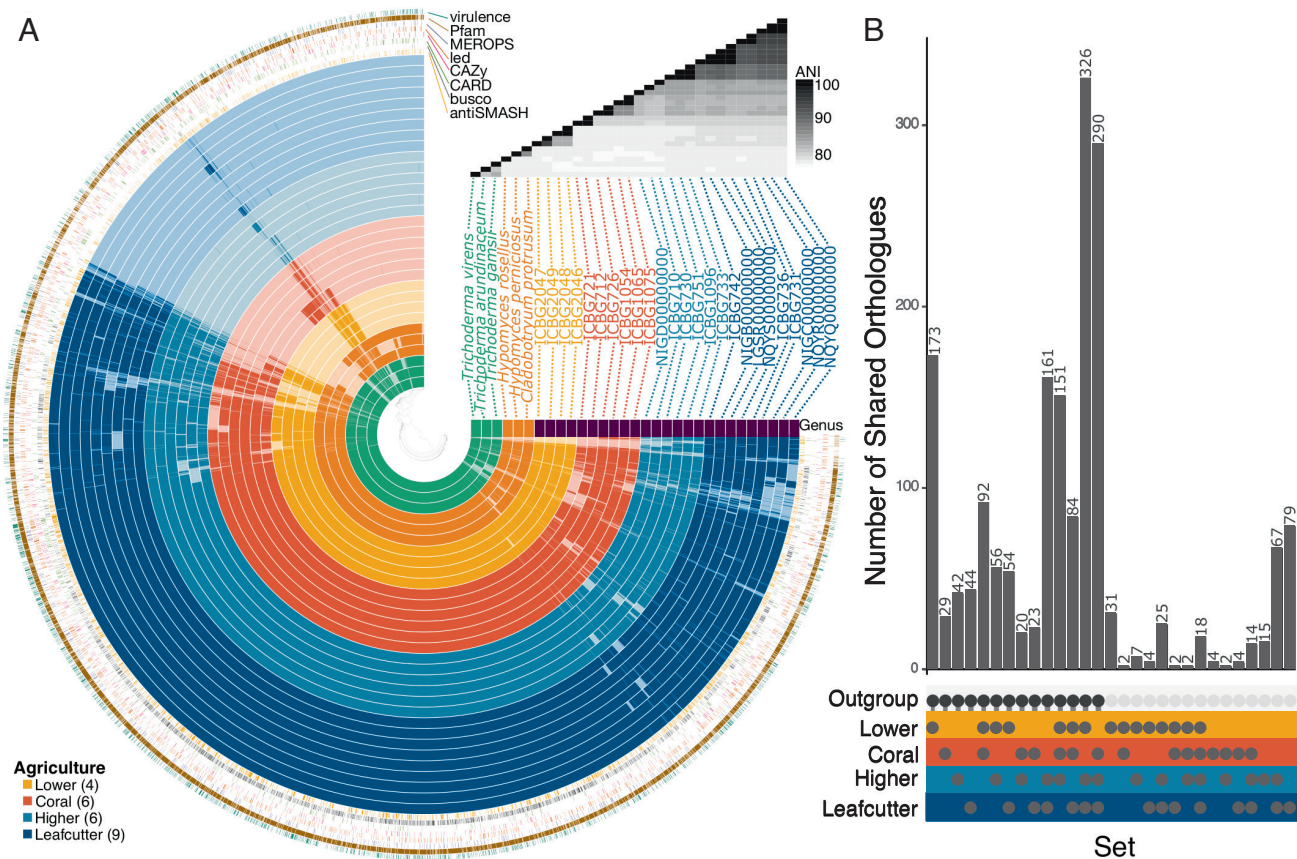 A
virulence
Pfam
MEROPS
led
CAZy
CARD
busco
antiSMASH
ANI
100
90
80
Trichoderma virens
Trichoderma arundinaceum
Trichoderma gamsii
Hypomyces rosellus
Hypomyces perniciosus
Cladobotryum protrusum
ICBG2047
ICBG2049
ICBG2048
ICBG2046
ICBG721
ICBG712
ICBG726
ICBG1054
ICBG1065
ICBG1075
NIGD00000000
ICBG710
ICBG730
ICBG751
ICBG1096
ICBG733
ICBG742
NIGB00000000
NIGC00000000
ICBG736
ICBG731
NQYR00000000
NQYQ00000000
Genus
Agriculture
Lower (4)
Coral (6)
Higher (6)
Leafcutter (9)
B
Number of Shared Orthologues
300
200
100
0
173
29
42
44
92
56
54
20
23
161
151
84
326
290
31
2
7
4
25
2
2
18
4
2
4
14
15
67
79
Outgroup
Lower
Coral
Higher
Leafcutter
Set